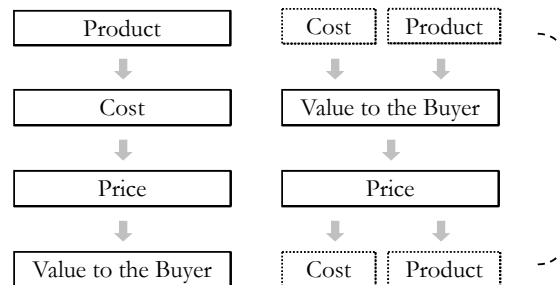 Product
Cost
Price
Value to the Buyer
Cost Product
Value to the Buyer
Price
Cost Product